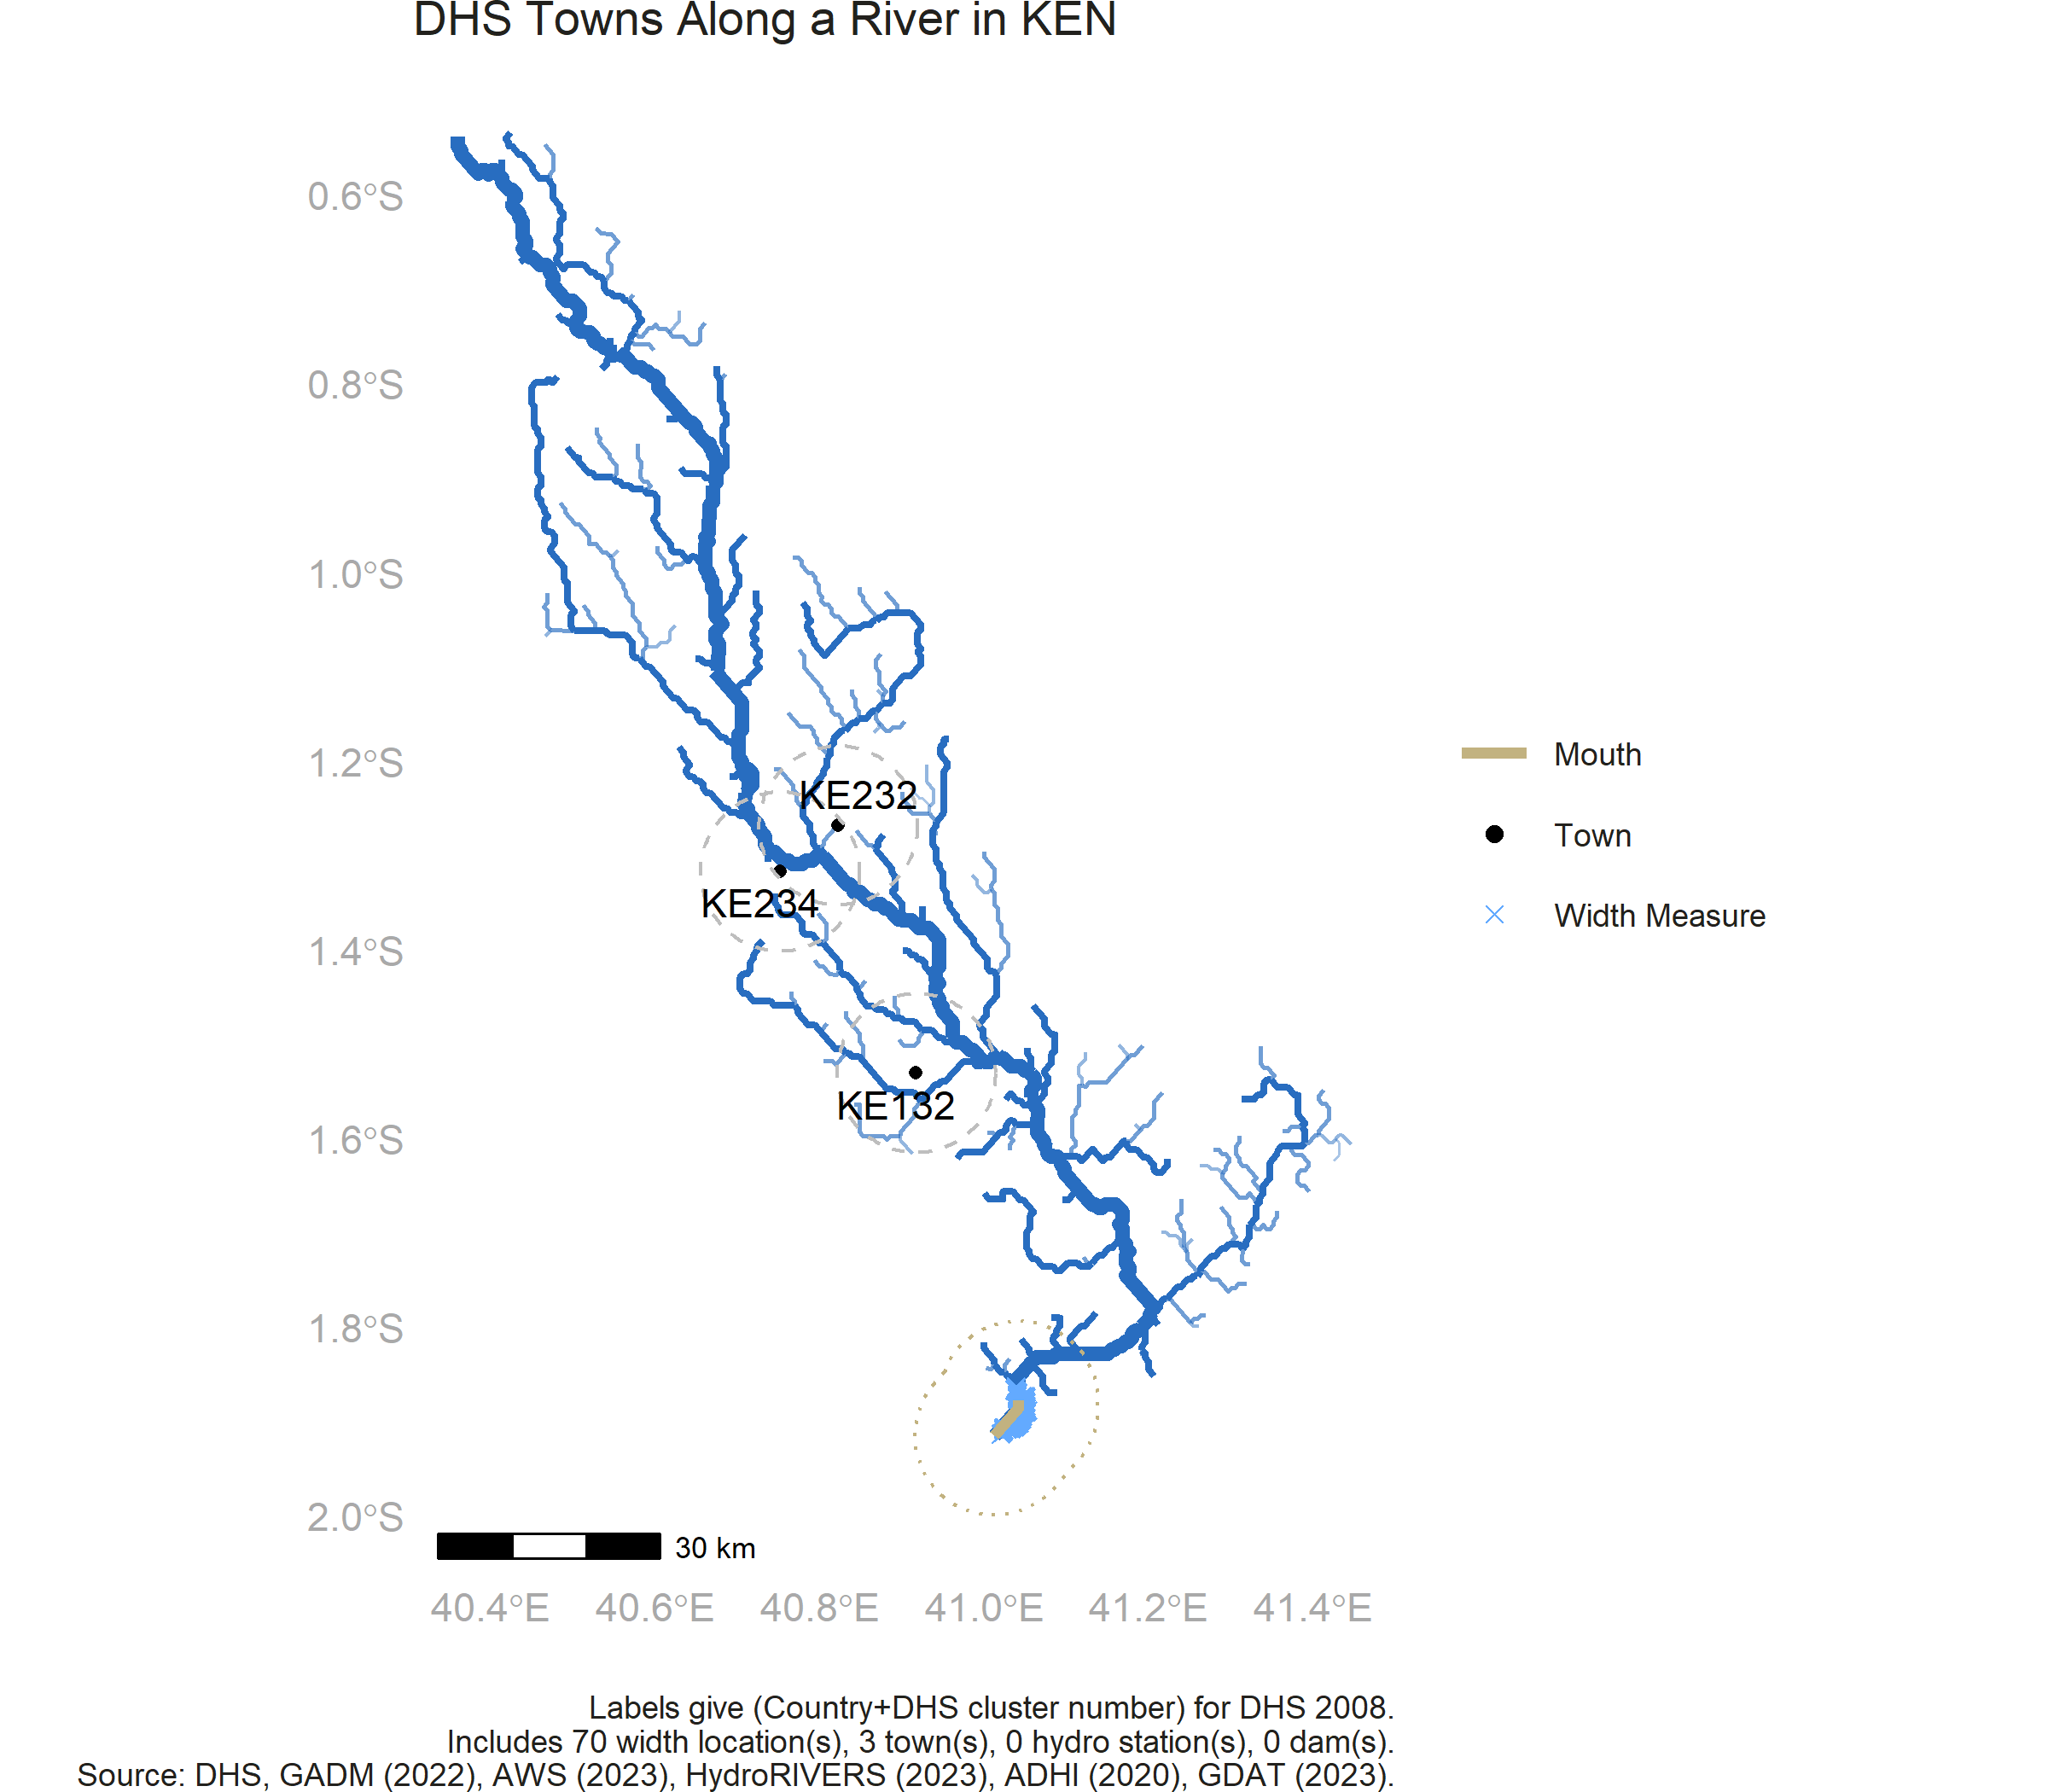 DHS Towns Along a River in KEN
0.6°S
0.8°S
1.0°S
1.2°S
1.4°S
1.6°S
1.8°S
2.0°S
KE232
KE234
KE132
Mouth
Town
Width Measure
30 km
40.4°E 40.6°E 40.8°E 41.0°E 41.2°E 41.4°E
Labels give (Country+DHS cluster number) for DHS 2008.
Includes 70 width location(s), 3 town(s), 0 hydro station(s), 0 dam(s).
Source: DHS, GADM (2022), AWS (2023), HydroRIVERS (2023), ADHI (2020), GDAT (2023).